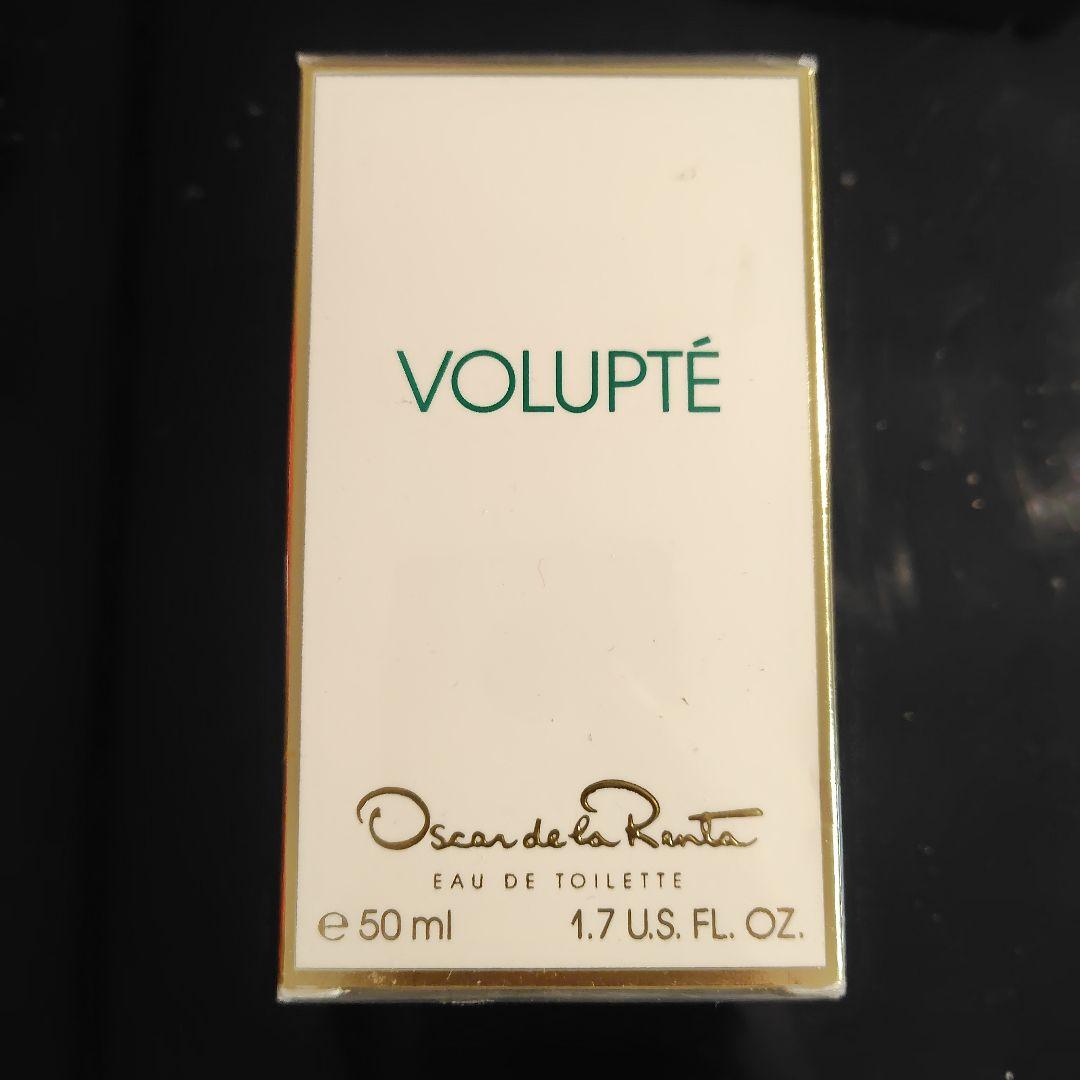 VOLUPTÉ
Oscar de la Renta
EAU DE TOILETTE
℮ 50 ml 1.7 U.S. FL. OZ.